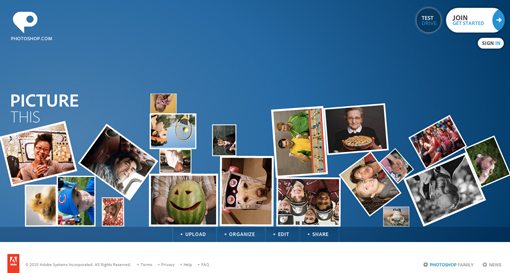 PHOTOSHOP.COM
TEST
DRIVE
JOIN
GET STARTED
SIGN IN
PICTURE
THIS
UPLOAD
ORGANIZE
EDIT
SHARE
© 2010 Adobe Systems Incorporated. All Rights Reserved.
Terms
Privacy
Help
FAQ
PHOTOSHOP FAMILY
NEWS